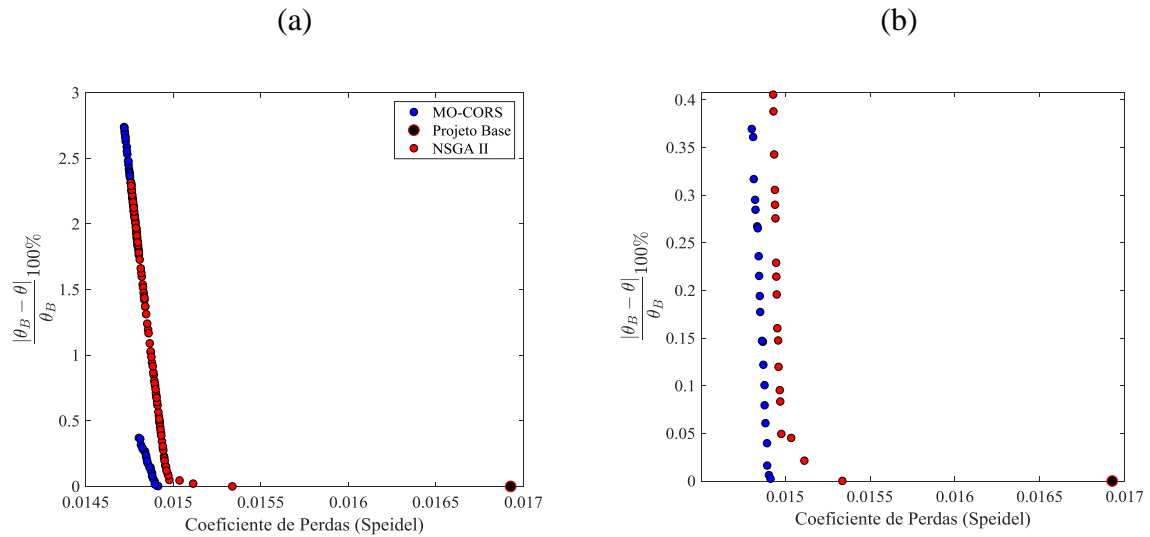 (a)
(b)
3
2.5
2
1.5
1
0.5
0
|θ_B − θ|
θ_B
100%
MO-CORS
Projeto Base
NSGA II
0.0145
0.015
0.0155
0.016
0.0165
0.017
Coeficiente de Perdas (Speidel)
0.4
0.35
0.3
0.25
0.2
0.15
0.1
0.05
0
|θ_B − θ|
θ_B
100%
0.015
0.0155
0.016
0.0165
0.017
Coeficiente de Perdas (Speidel)